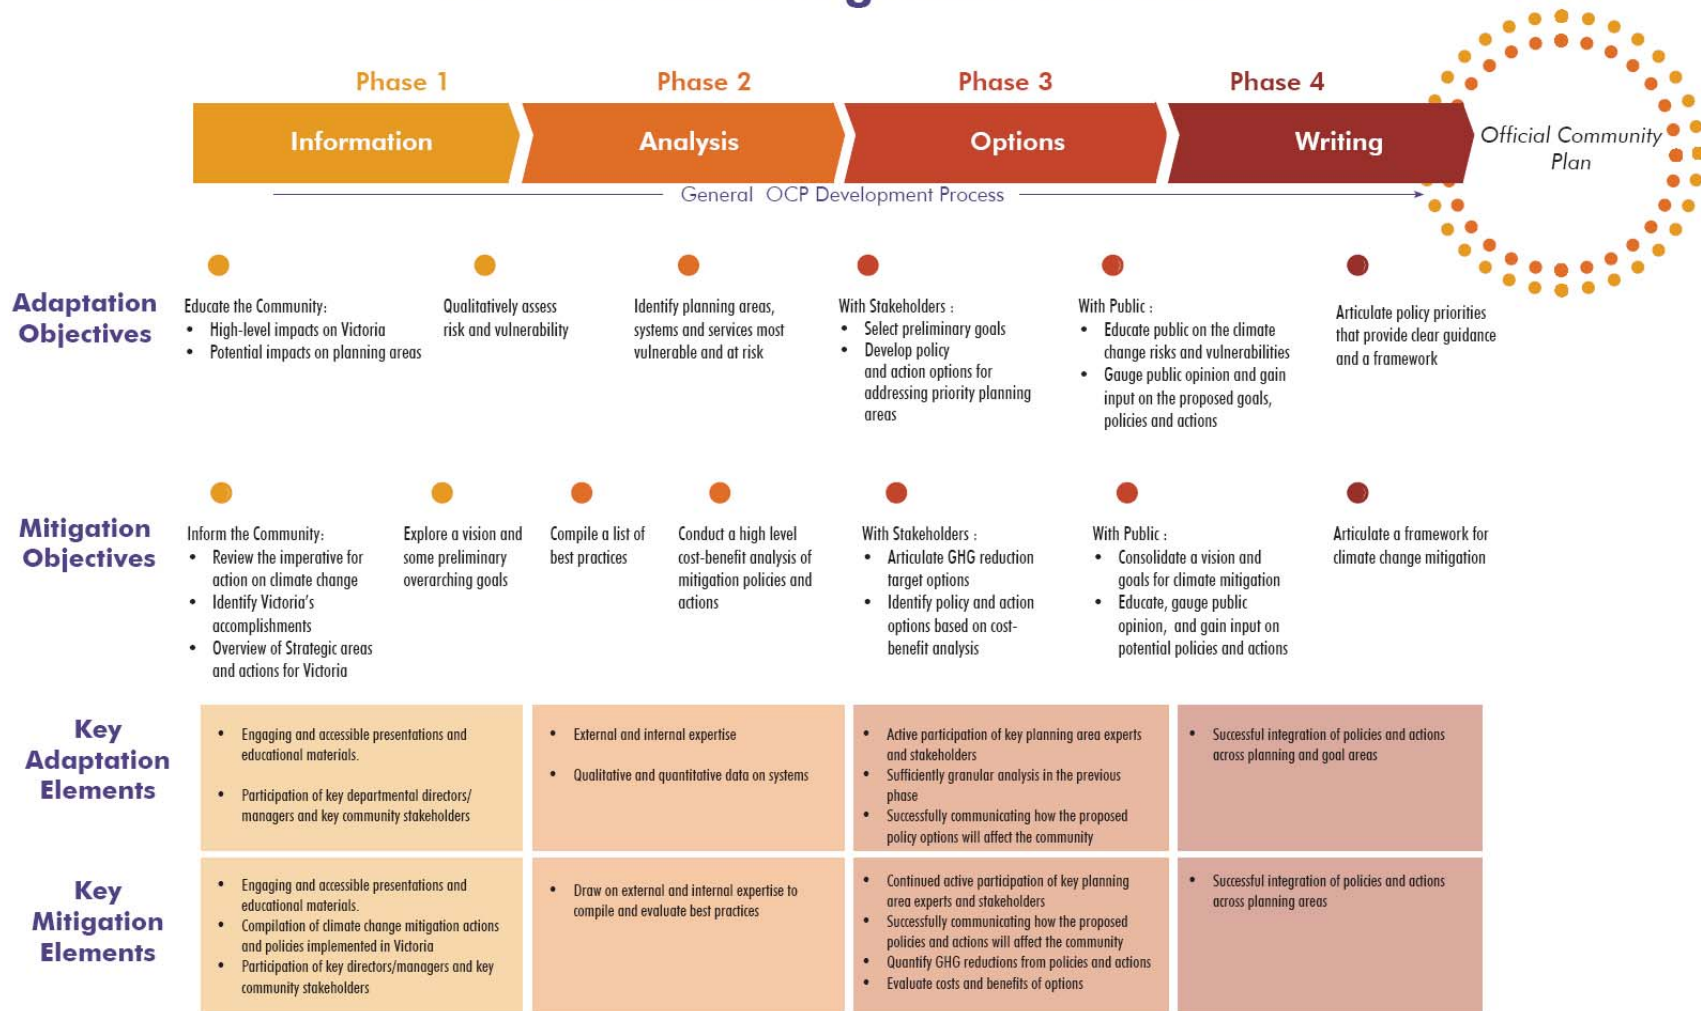 Phase 1
Phase 2
Phase 3
Phase 4
Information
Analysis
Options
Writing
Official Community
Plan
General OCP Development Process
Adaptation
Objectives
Educate the Community:
• High-level impacts on Victoria
• Potential impacts on planning areas
Qualitatively assess
risk and vulnerability
Identify planning areas,
systems and services most
vulnerable and at risk
With Stakeholders :
• Select preliminary goals
• Develop policy
and action options for
addressing priority planning
areas
With Public :
• Educate public on the climate
change risks and vulnerabilities
• Gauge public opinion and gain
input on the proposed goals,
policies and actions
Articulate policy priorities
that provide clear guidance
and a framework
Mitigation
Objectives
Inform the Community:
• Review the imperative for
action on climate change
• Identify Victoria's
accomplishments
• Overview of Strategic areas
and actions for Victoria
Explore a vision and
some preliminary
overarching goals
Compile a list of
best practices
Conduct a high level
cost-benefit analysis of
mitigation policies and
actions
With Stakeholders :
• Articulate GHG reduction
target options
• Identify policy and action
options based on cost-
benefit analysis
With Public :
• Consolidate a vision and
goals for climate mitigation
• Educate, gauge public
opinion, and gain input on
potential policies and actions
Articulate a framework for
climate change mitigation
Key
Adaptation
Elements
• Engaging and accessible presentations and
educational materials.
• Participation of key departmental directors/
managers and key community stakeholders
• External and internal expertise
• Qualitative and quantitative data on systems
• Active participation of key planning area experts
and stakeholders
• Sufficiently granular analysis in the previous
phase
• Successfully communicating how the proposed
policy options will affect the community
• Successful integration of policies and actions
across planning and goal areas
Key
Mitigation
Elements
• Engaging and accessible presentations and
educational materials.
• Compilation of climate change mitigation actions
and policies implemented in Victoria
• Participation of key directors/managers and key
community stakeholders
• Draw on external and internal expertise to
compile and evaluate best practices
• Continued active participation of key planning
area experts and stakeholders
• Successfully communicating how the proposed
policies and actions will affect the community
• Quantify GHG reductions from policies and actions
• Evaluate costs and benefits of options
• Successful integration of policies and actions
across planning areas